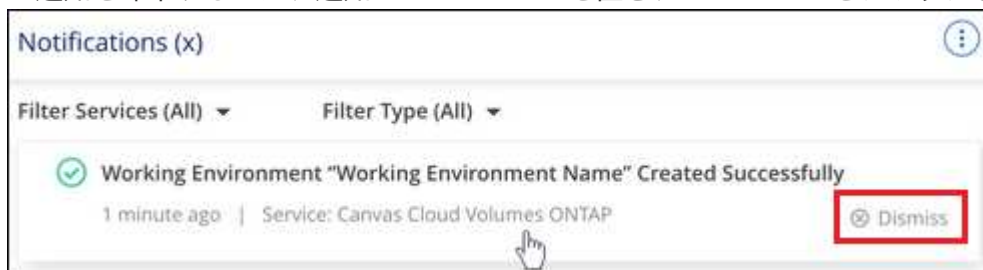 Notifications (x)
Filter Services (All)
Filter Type (All)
Working Environment “Working Environment Name” Created Successfully
1 minute ago | Service: Canvas Cloud Volumes ONTAP
Dismiss